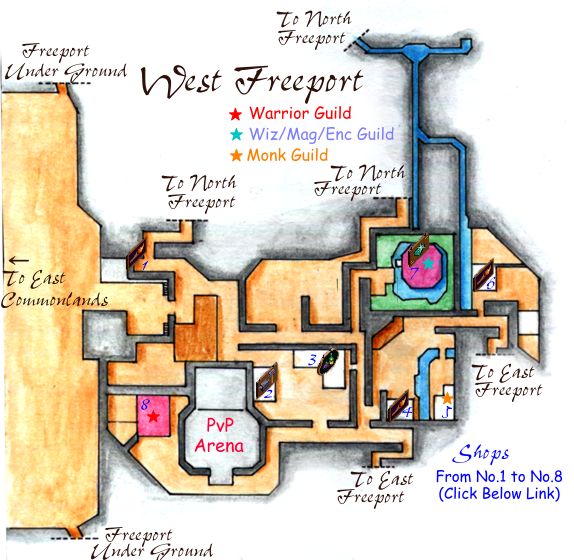 To North
Freeport
Freeport
Under Ground
West Freeport
Warrior Guild
Wiz/Mag/Enc Guild
Monk Guild
To North
Freeport
To North
Freeport
To East
Commonlands
1
7
6
3
2
8
PvP
Arena
4
5
To East
Freeport
To East
Freeport
Shops
From No.1 to No.8
(Click Below Link)
Freeport
Under Ground